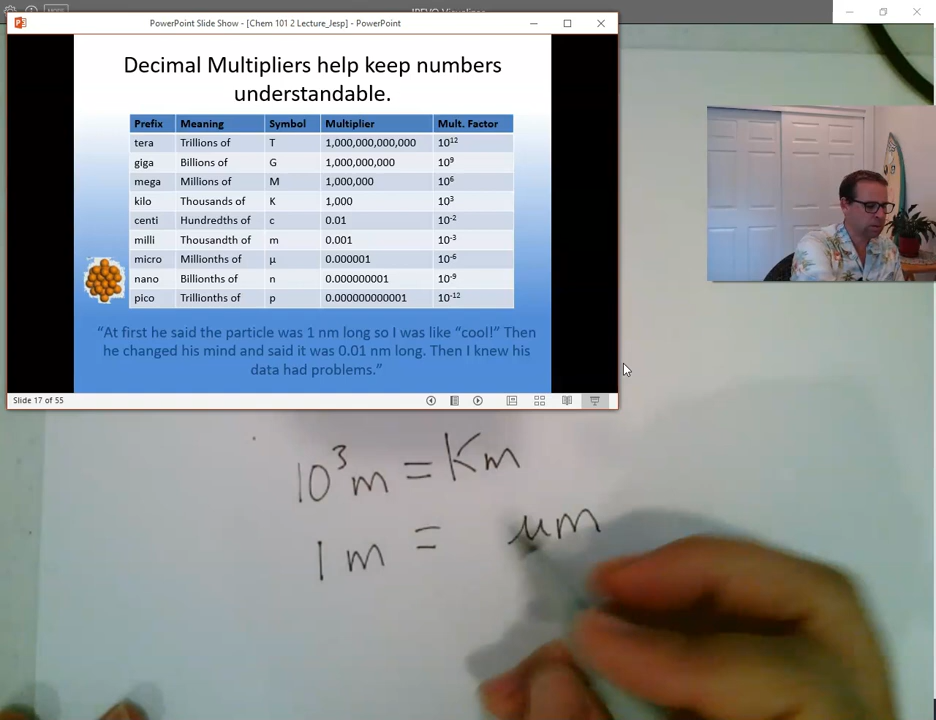 PowerPoint Slide Show - [Chem 101 2 Lecture_Jesp] - PowerPoint
Decimal Multipliers help keep numbers
understandable.
Prefix Meaning Symbol Multiplier Mult. Factor
tera Trillions of T 1,000,000,000,000 10¹²
giga Billions of G 1,000,000,000 10⁹
mega Millions of M 1,000,000 10⁶
kilo Thousands of K 1,000 10³
centi Hundredths of c 0.01 10⁻²
milli Thousandth of m 0.001 10⁻³
micro Millionths of µ 0.000001 10⁻⁶
nano Billionths of n 0.000000001 10⁻⁹
pico Trillionths of p 0.000000000001 10⁻¹²
“At first he said the particle was 1 nm long so I was like “cool!” Then
he changed his mind and said it was 0.01 nm long. Then I knew his
data had problems.”
Slide 17 of 55
10³m = Km
1m = µm